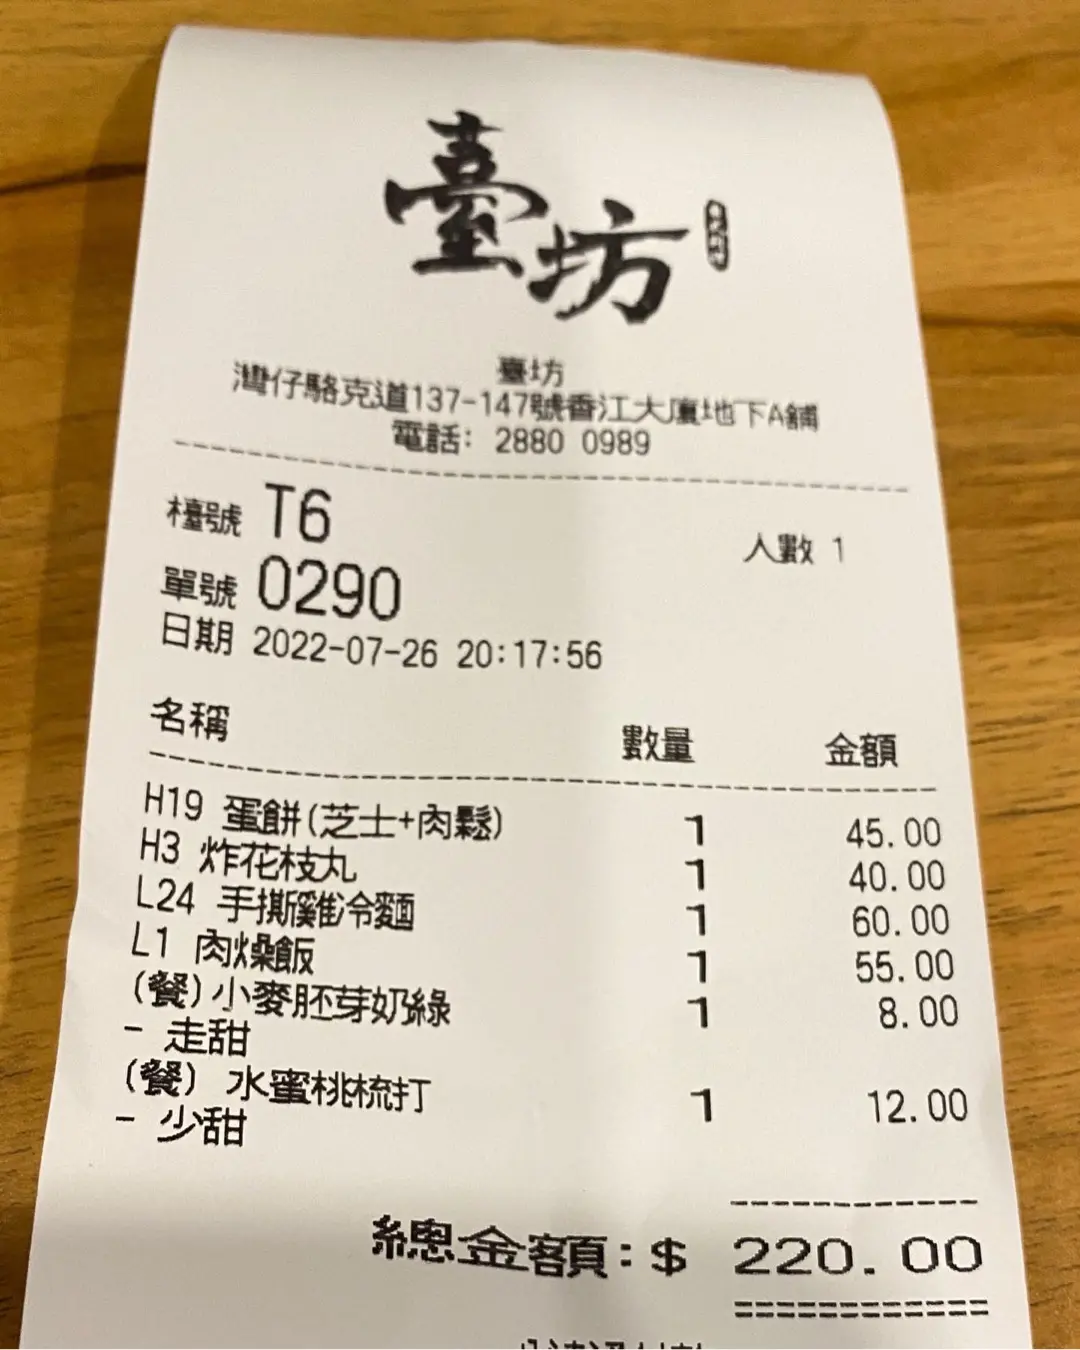 臺坊
臺坊
灣仔駱克道137-147號香江大廈地下A舖
電話: 2880 0989
檯號 T6
人數 1
單號 0290
日期 2022-07-26 20:17:56
名稱 數量 金額
H19 蛋餅(芝士+肉鬆) 1 45.00
H3 炸花枝丸 1 40.00
L24 手撕雞冷麵 1 60.00
L1 肉燥飯 1 55.00
(餐)小麥胚芽奶綠 1 8.00
- 走甜
(餐) 水蜜桃梳打 1 12.00
- 少甜
總金額:$ 220.00